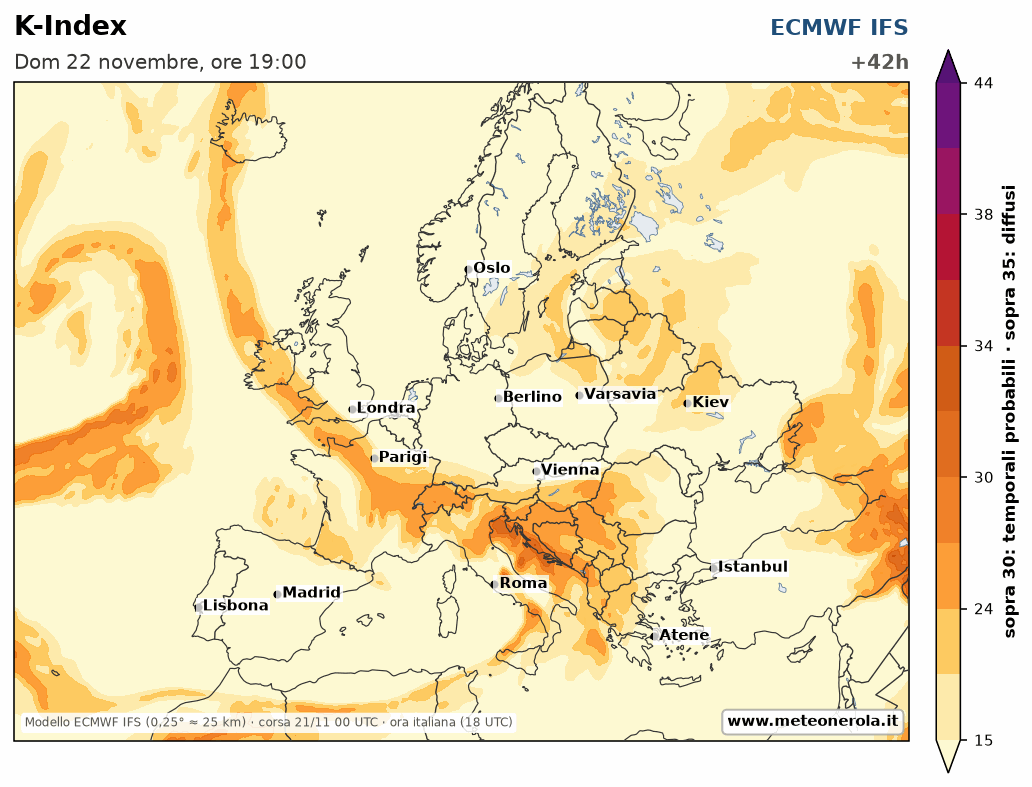 K-Index
ECMWF IFS
Dom 22 novembre, ore 19:00
+42h
44
38
34
30
24
15
sopra 30: temporali probabili · sopra 35: diffusi
Oslo
Berlino
Varsavia
Kiev
Londra
Parigi
Vienna
Istanbul
Roma
Madrid
Lisbona
Atene
Modello ECMWF IFS (0,25° ≈ 25 km) · corsa 21/11 00 UTC · ora italiana (18 UTC)
www.meteonerola.it